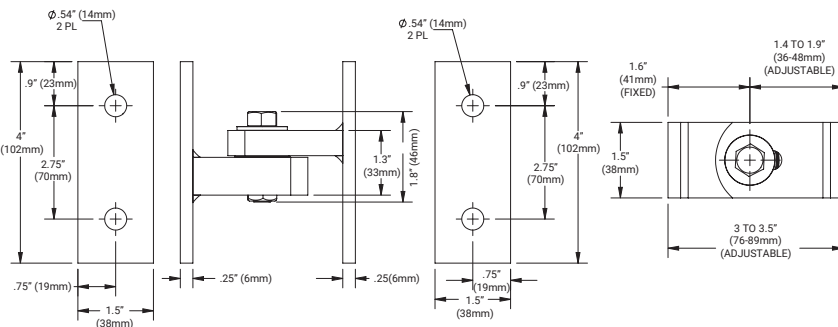 Ø.54” (14mm)
2 PL
.9” (23mm)
4”
(102mm)
2.75”
(70mm)
.75” (19mm)
1.5”
(38mm)
.25” (6mm)
1.3”
(33mm)
1.8” (46mm)
.25(6mm)
Ø.54” (14mm)
2 PL
.9” (23mm)
4”
(102mm)
2.75”
(70mm)
.75”
(19mm)
1.5”
(38mm)
1.6”
(41mm)
(FIXED)
1.4 TO 1.9”
(36-48mm)
(ADJUSTABLE)
1.5”
(38mm)
3 TO 3.5”
(76-89mm)
(ADJUSTABLE)